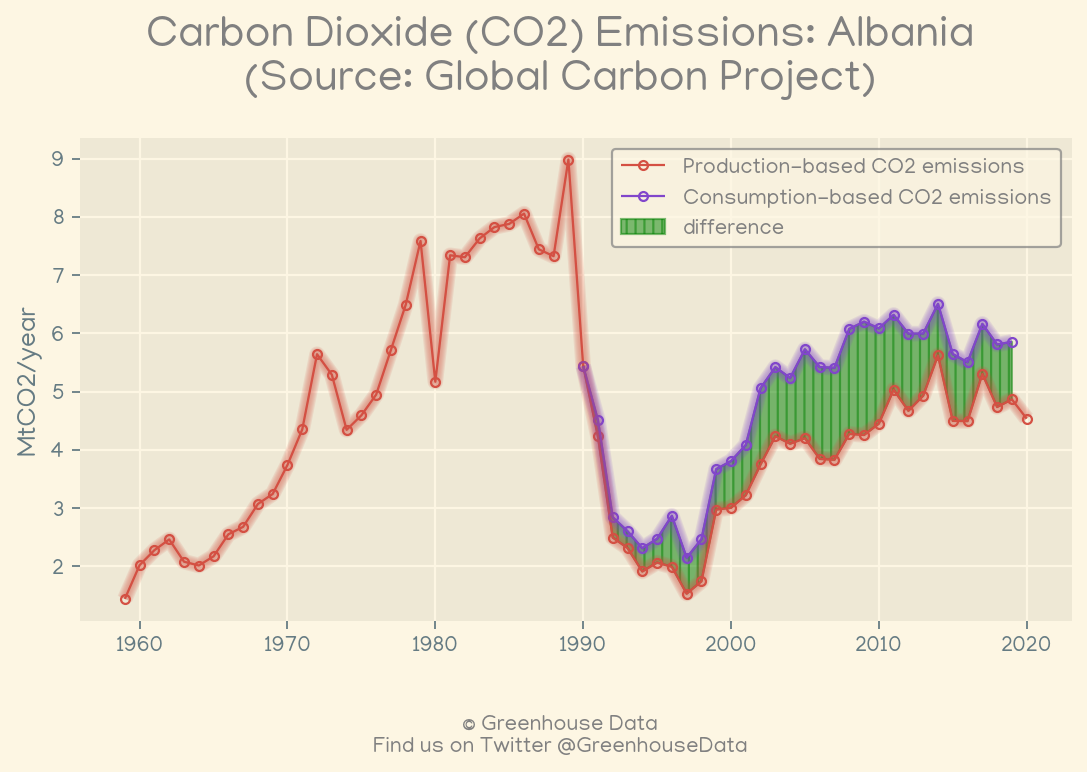 Carbon Dioxide (CO2) Emissions: Albania
(Source: Global Carbon Project)
Production-based CO2 emissions
Consumption-based CO2 emissions
difference
MtCO2/year
9
8
7
6
5
4
3
2
1960 1970 1980 1990 2000 2010 2020
© Greenhouse Data
Find us on Twitter @GreenhouseData